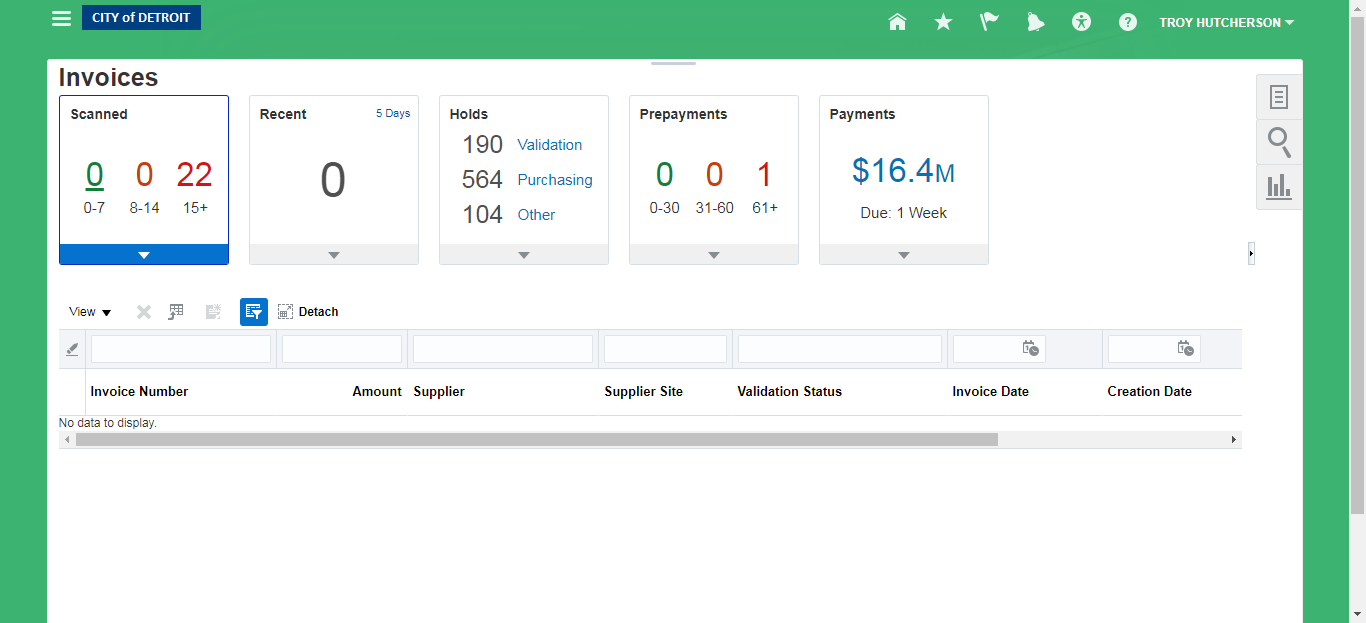 CITY of DETROIT
TROY HUTCHERSON
Invoices
Scanned
0 0 22
0-7 8-14 15+
Recent 5 Days
0
Holds
190 Validation
564 Purchasing
104 Other
Prepayments
0 0 1
0-30 31-60 61+
Payments
$16.4M
Due: 1 Week
View Detach
Invoice Number Amount Supplier Supplier Site Validation Status Invoice Date Creation Date
No data to display.